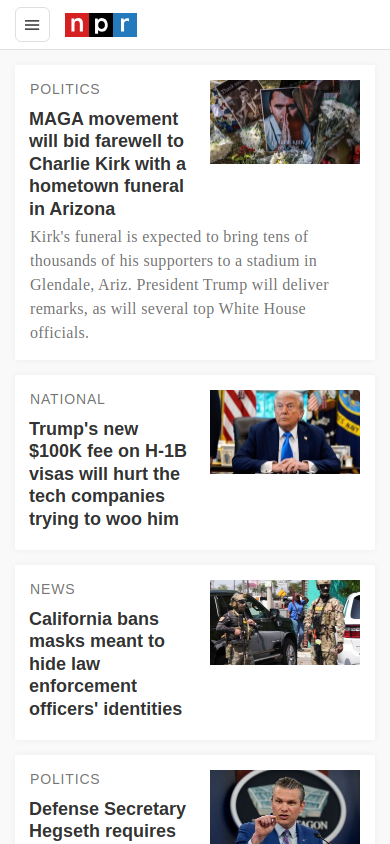 npr
POLITICS
MAGA movement
will bid farewell to
Charlie Kirk with a
hometown funeral
in Arizona
Kirk's funeral is expected to bring tens of
thousands of his supporters to a stadium in
Glendale, Ariz. President Trump will deliver
remarks, as will several top White House
officials.
NATIONAL
Trump's new
$100K fee on H-1B
visas will hurt the
tech companies
trying to woo him
NEWS
California bans
masks meant to
hide law
enforcement
officers' identities
POLITICS
Defense Secretary
Hegseth requires